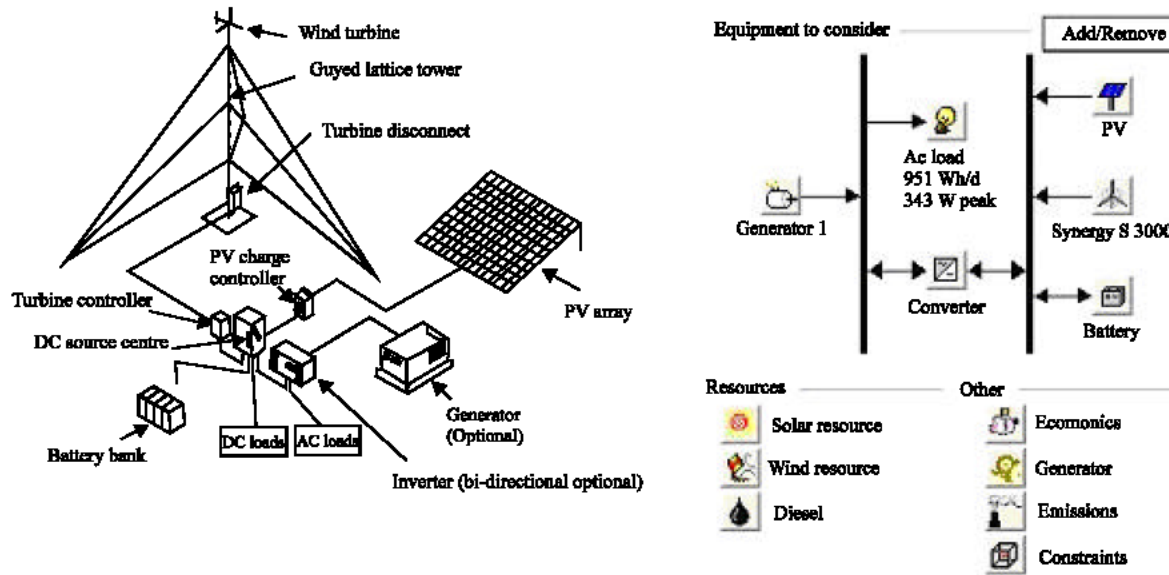 Wind turbine
Guyed lattice tower
Turbine disconnect
PV charge
controller
Turbine controller
DC source centre
PV array
Battery bank
DC loads
AC loads
Generator
(Optional)
Inverter (bi-directional optional)
Equipment to consider
Add/Remove
PV
Ac load
951 Wh/d
343 W peak
Generator 1
Synergy S 3000
Converter
Battery
Resources
Other
Solar resource
Ecomonics
Wind resource
Generator
Diesel
Emissions
Constraints